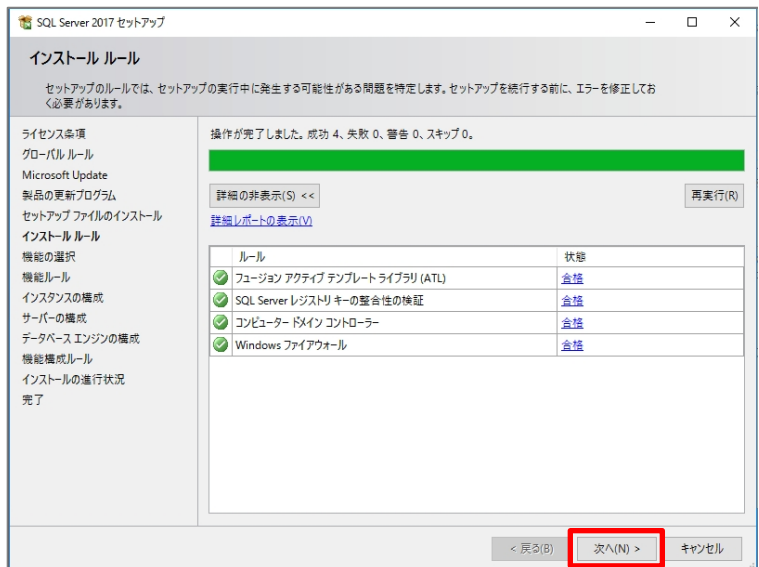 SQL Server 2017 セットアップ
インストール ルール
セットアップのルールでは、セットアップの実行中に発生する可能性がある問題を特定します。セットアップを続行する前に、エラーを修正してお
く必要があります。
ライセンス条項
グローバル ルール
Microsoft Update
製品の更新プログラム
セットアップ ファイルのインストール
インストール ルール
機能の選択
機能ルール
インスタンスの構成
サーバーの構成
データベース エンジンの構成
機能構成ルール
インストールの進行状況
完了
操作が完了しました。成功 4、失敗 0、警告 0、スキップ 0。
詳細の非表示(S) << 再実行(R)
詳細レポートの表示(V)
ルール 状態
フュージョン アクティブ テンプレート ライブラリ (ATL) 合格
SQL Server レジストリ キーの整合性の検証 合格
コンピューター ドメイン コントローラー 合格
Windows ファイアウォール 合格
< 戻る(B) 次へ(N) > キャンセル